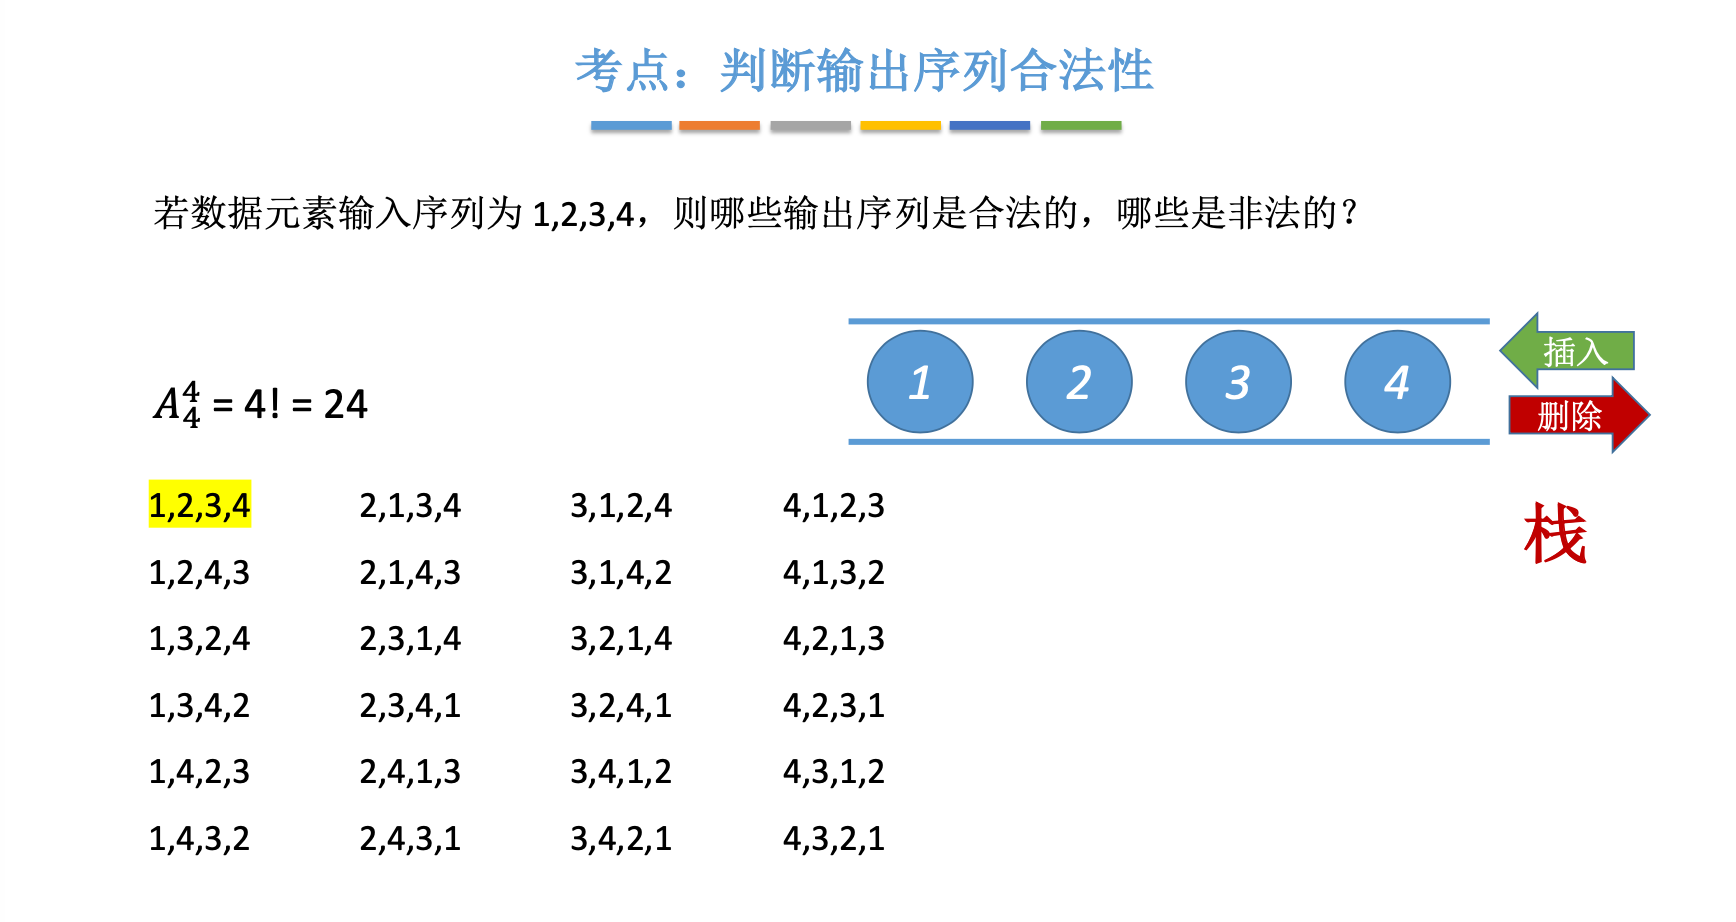 考点：判断输出序列合法性
若数据元素输入序列为 1,2,3,4，则哪些输出序列是合法的，哪些是非法的？
1 2 3 4
插入
删除
A₄⁴ = 4! = 24
栈
1,2,3,4 2,1,3,4 3,1,2,4 4,1,2,3
1,2,4,3 2,1,4,3 3,1,4,2 4,1,3,2
1,3,2,4 2,3,1,4 3,2,1,4 4,2,1,3
1,3,4,2 2,3,4,1 3,2,4,1 4,2,3,1
1,4,2,3 2,4,1,3 3,4,1,2 4,3,1,2
1,4,3,2 2,4,3,1 3,4,2,1 4,3,2,1